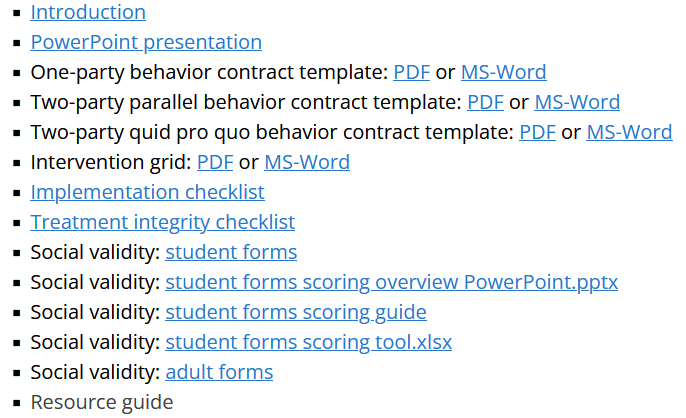 Introduction
PowerPoint presentation
One-party behavior contract template: PDF or MS-Word
Two-party parallel behavior contract template: PDF or MS-Word
Two-party quid pro quo behavior contract template: PDF or MS-Word
Intervention grid: PDF or MS-Word
Implementation checklist
Treatment integrity checklist
Social validity: student forms
Social validity: student forms scoring overview PowerPoint.pptx
Social validity: student forms scoring guide
Social validity: student forms scoring tool.xlsx
Social validity: adult forms
Resource guide